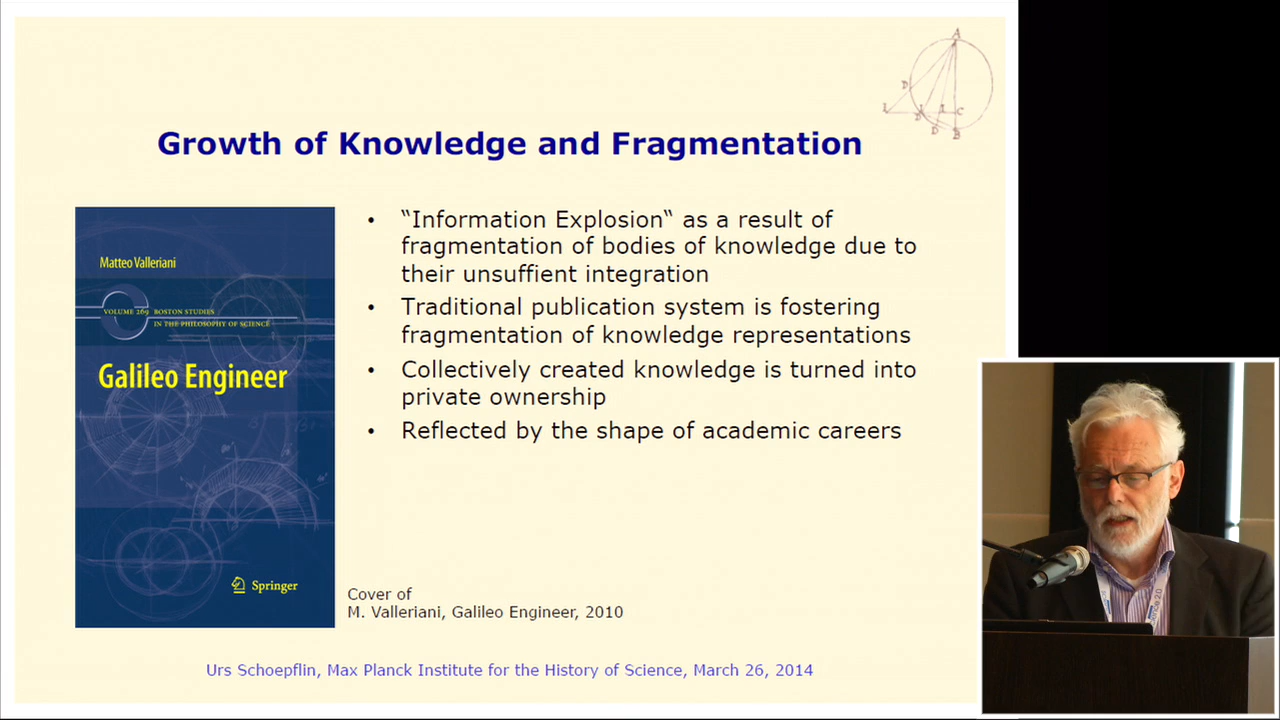 Growth of Knowledge and Fragmentation
Matteo Valleriani
VOLUME 269 BOSTON STUDIES
IN THE PHILOSOPHY OF SCIENCE
Galileo Engineer
Springer
• “Information Explosion“ as a result of
fragmentation of bodies of knowledge due to
their unsuffient integration
• Traditional publication system is fostering
fragmentation of knowledge representations
• Collectively created knowledge is turned into
private ownership
• Reflected by the shape of academic careers
Cover of
M. Valleriani, Galileo Engineer, 2010
Urs Schoepflin, Max Planck Institute for the History of Science, March 26, 2014
A
D
C
B
D